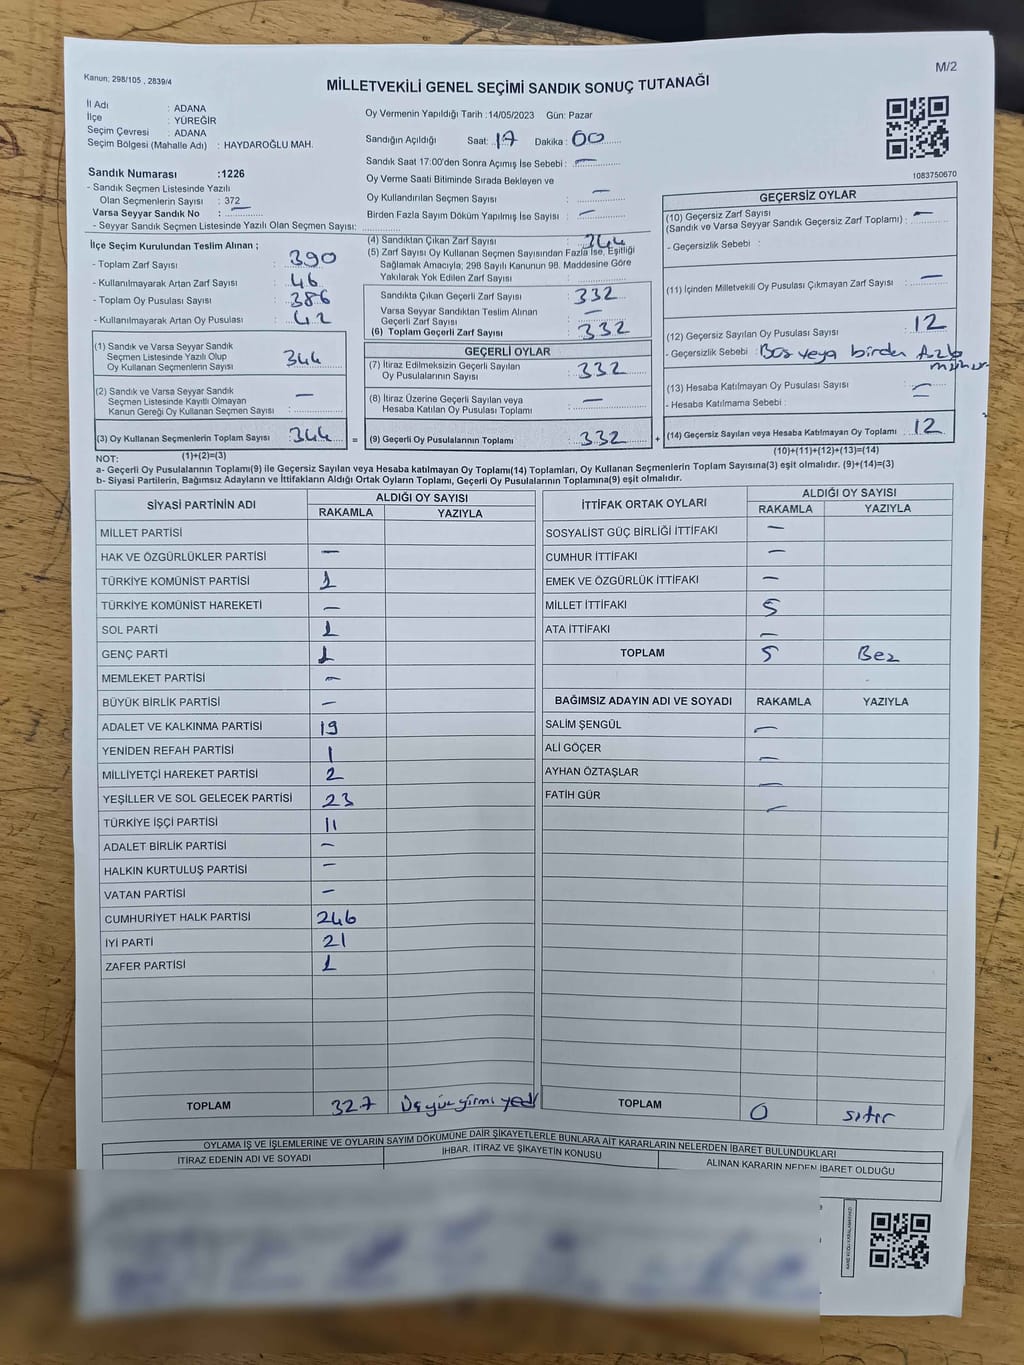 M/2
Kanun; 298/105 , 2839/4
MİLLETVEKİLİ GENEL SEÇİMİ SANDIK SONUÇ TUTANAĞI
İl Adı : ADANA
İlçe : YÜREĞİR
Seçim Çevresi : ADANA
Seçim Bölgesi (Mahalle Adı) : HAYDAROĞLU MAH.
Oy Vermenin Yapıldığı Tarih :14/05/2023 Gün: Pazar
Sandığın Açıldığı Saat: 17 Dakika : 00
Sandık Saat 17:00'den Sonra Açımış İse Sebebi : —
Oy Verme Saati Bitiminde Sırada Bekleyen ve
Oy Kullandırılan Seçmen Sayısı : —
Birden Fazla Sayım Döküm Yapılmış İse Sayısı : —
1083750670
Sandık Numarası :1226
- Sandık Seçmen Listesinde Yazılı
Olan Seçmenlerin Sayısı : 372
Varsa Seyyar Sandık No : —
- Seyyar Sandık Seçmen Listesinde Yazılı Olan Seçmen Sayısı:
İlçe Seçim Kurulundan Teslim Alınan ;
- Toplam Zarf Sayısı : 390
- Kullanılmayarak Artan Zarf Sayısı : 46
- Toplam Oy Pusulası Sayısı : 386
- Kullanılmayarak Artan Oy Pusulası : 42
(1) Sandık ve Varsa Seyyar Sandık
Seçmen Listesinde Yazılı Olup
Oy Kullanan Seçmenlerin Sayısı : 344
(2) Sandık ve Varsa Seyyar Sandık
Seçmen Listesinde Kayıtlı Olmayan
Kanun Gereği Oy Kullanan Seçmen Sayısı : —
(3) Oy Kullanan Seçmenlerin Toplam Sayısı : 344 =
(4) Sandıktan Çıkan Zarf Sayısı : 344
(5) Zarf Sayısı Oy Kullanan Seçmen Sayısından Fazla İse, Eşitliği
Sağlamak Amacıyla; 298 Sayılı Kanunun 98. Maddesine Göre
Yakılarak Yok Edilen Zarf Sayısı :
Sandıkta Çıkan Geçerli Zarf Sayısı : 332
Varsa Seyyar Sandıktan Teslim Alınan
Geçerli Zarf Sayısı : —
(6) Toplam Geçerli Zarf Sayısı : 332
GEÇERLİ OYLAR
(7) İtiraz Edilmeksizin Geçerli Sayılan
Oy Pusulalarının Sayısı : 332
(8) İtiraz Üzerine Geçerli Sayılan veya
Hesaba Katılan Oy Pusulası Toplamı : —
(9) Geçerli Oy Pusulalarının Toplamı : 332 +
GEÇERSİZ OYLAR
(10) Geçersiz Zarf Sayısı
(Sandık ve Varsa Seyyar Sandık Geçersiz Zarf Toplamı) : —
- Geçersizlik Sebebi :
(11) İçinden Milletvekili Oy Pusulası Çıkmayan Zarf Sayısı : —
(12) Geçersiz Sayılan Oy Pusulası Sayısı : 12
- Geçersizlik Sebebi : Boş veya birden fazla
mühür
(13) Hesaba Katılmayan Oy Pusulası Sayısı : —
- Hesaba Katılmama Sebebi : —
(14) Geçersiz Sayılan veya Hesaba Katılmayan Oy Toplamı : 12
NOT: (1)+(2)=(3) (10)+(11)+(12)+(13)=(14)
a- Geçerli Oy Pusulalarının Toplamı(9) ile Geçersiz Sayılan veya Hesaba katılmayan Oy Toplamı(14) Toplamları, Oy Kullanan Seçmenlerin Toplam Sayısına(3) eşit olmalıdır. (9)+(14)=(3)
b- Siyasi Partilerin, Bağımsız Adayların ve İttifakların Aldığı Ortak Oyların Toplamı, Geçerli Oy Pusulalarının Toplamına(9) eşit olmalıdır.
SİYASİ PARTİNİN ADI ALDIĞI OY SAYISI
RAKAMLA YAZIYLA
MİLLET PARTİSİ
HAK VE ÖZGÜRLÜKLER PARTİSİ —
TÜRKİYE KOMÜNİST PARTİSİ 1
TÜRKİYE KOMÜNİST HAREKETİ —
SOL PARTİ 1
GENÇ PARTİ 1
MEMLEKET PARTİSİ —
BÜYÜK BİRLİK PARTİSİ —
ADALET VE KALKINMA PARTİSİ 19
YENİDEN REFAH PARTİSİ 1
MİLLİYETÇİ HAREKET PARTİSİ 2
YEŞİLLER VE SOL GELECEK PARTİSİ 23
TÜRKİYE İŞÇİ PARTİSİ 11
ADALET BİRLİK PARTİSİ —
HALKIN KURTULUŞ PARTİSİ —
VATAN PARTİSİ —
CUMHURİYET HALK PARTİSİ 246
İYİ PARTİ 21
ZAFER PARTİSİ 1
TOPLAM 327 Üçyüzyirmi yedi
İTTİFAK ORTAK OYLARI ALDIĞI OY SAYISI
RAKAMLA YAZIYLA
SOSYALİST GÜÇ BİRLİĞİ İTTİFAKI —
CUMHUR İTTİFAKI —
EMEK VE ÖZGÜRLÜK İTTİFAKI —
MİLLET İTTİFAKI 5
ATA İTTİFAKI —
TOPLAM 5 Beş
BAĞIMSIZ ADAYIN ADI VE SOYADI RAKAMLA YAZIYLA
SALİM ŞENGÜL —
ALİ GÖÇER —
AYHAN ÖZTAŞLAR —
FATİH GÜR —
TOPLAM 0 sıfır
OYLAMA İŞ VE İŞLEMLERİNE VE OYLARIN SAYIM DÖKÜMÜNE DAİR ŞİKAYETLERLE BUNLARA AİT KARARLARIN NELERDEN İBARET BULUNDUKLARI
İTİRAZ EDENİN ADI VE SOYADI İHBAR, İTİRAZ VE ŞİKAYETİN KONUSU ALINAN KARARIN NEDEN İBARET OLDUĞU